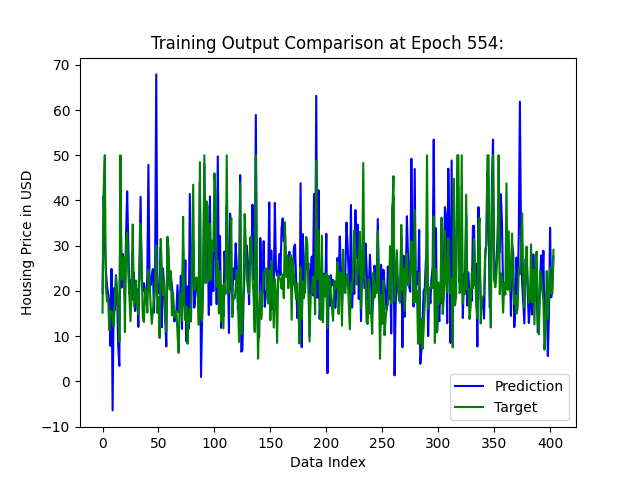 Training Output Comparison at Epoch 554:
Housing Price in USD
70
60
50
40
30
20
10
0
−10
0 50 100 150 200 250 300 350 400
Data Index
Prediction
Target